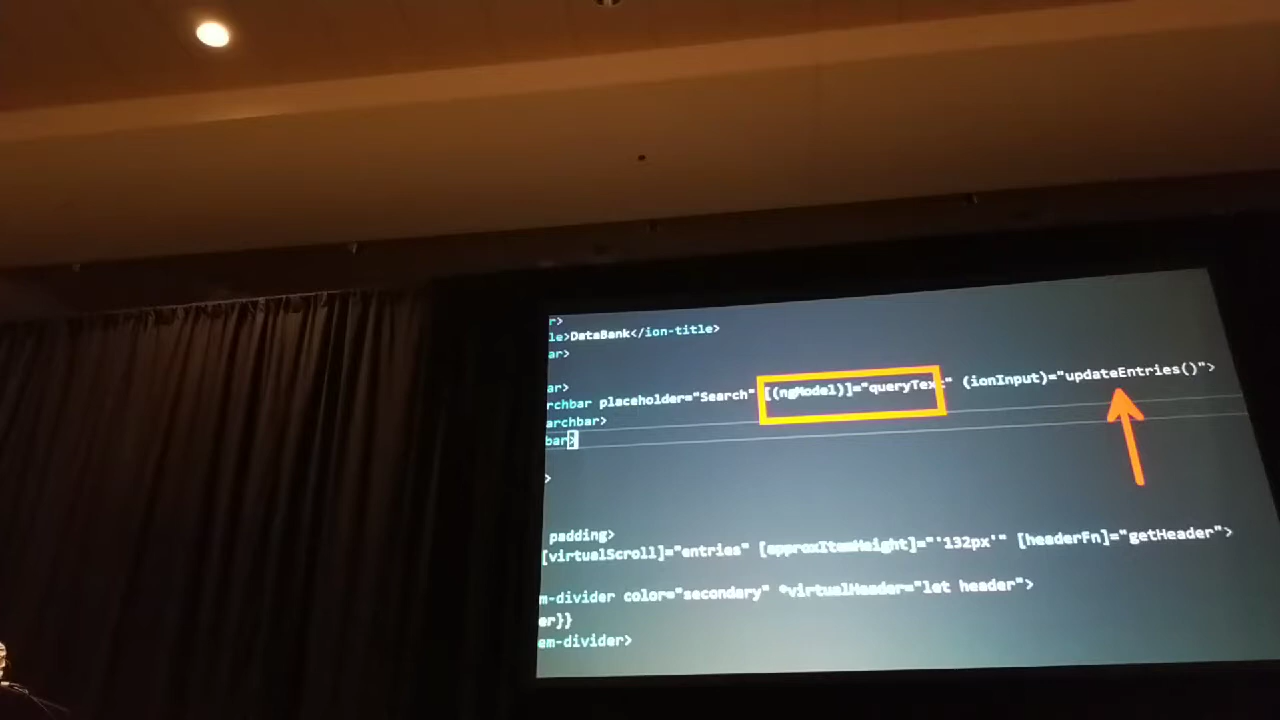 r>
le>DataBank</ion-title>
ar>
ar>
rchbar placeholder="Search" [(ngModel)]="queryText" (ionInput)="updateEntries()">
archbar>
bar>
>
padding>
[virtualScroll]="entries" [approxItemHeight]="'132px'" [headerFn]="getHeader">
m-divider color="secondary" *virtualHeader="let header">
er}}
em-divider>